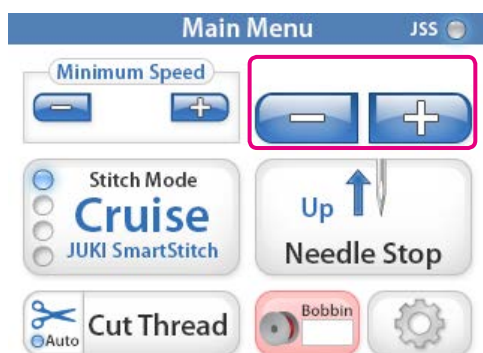 Main Menu JSS
Minimum Speed
Stitch Mode
Cruise
JUKI SmartStitch
Up
Needle Stop
Auto
Cut Thread
Bobbin